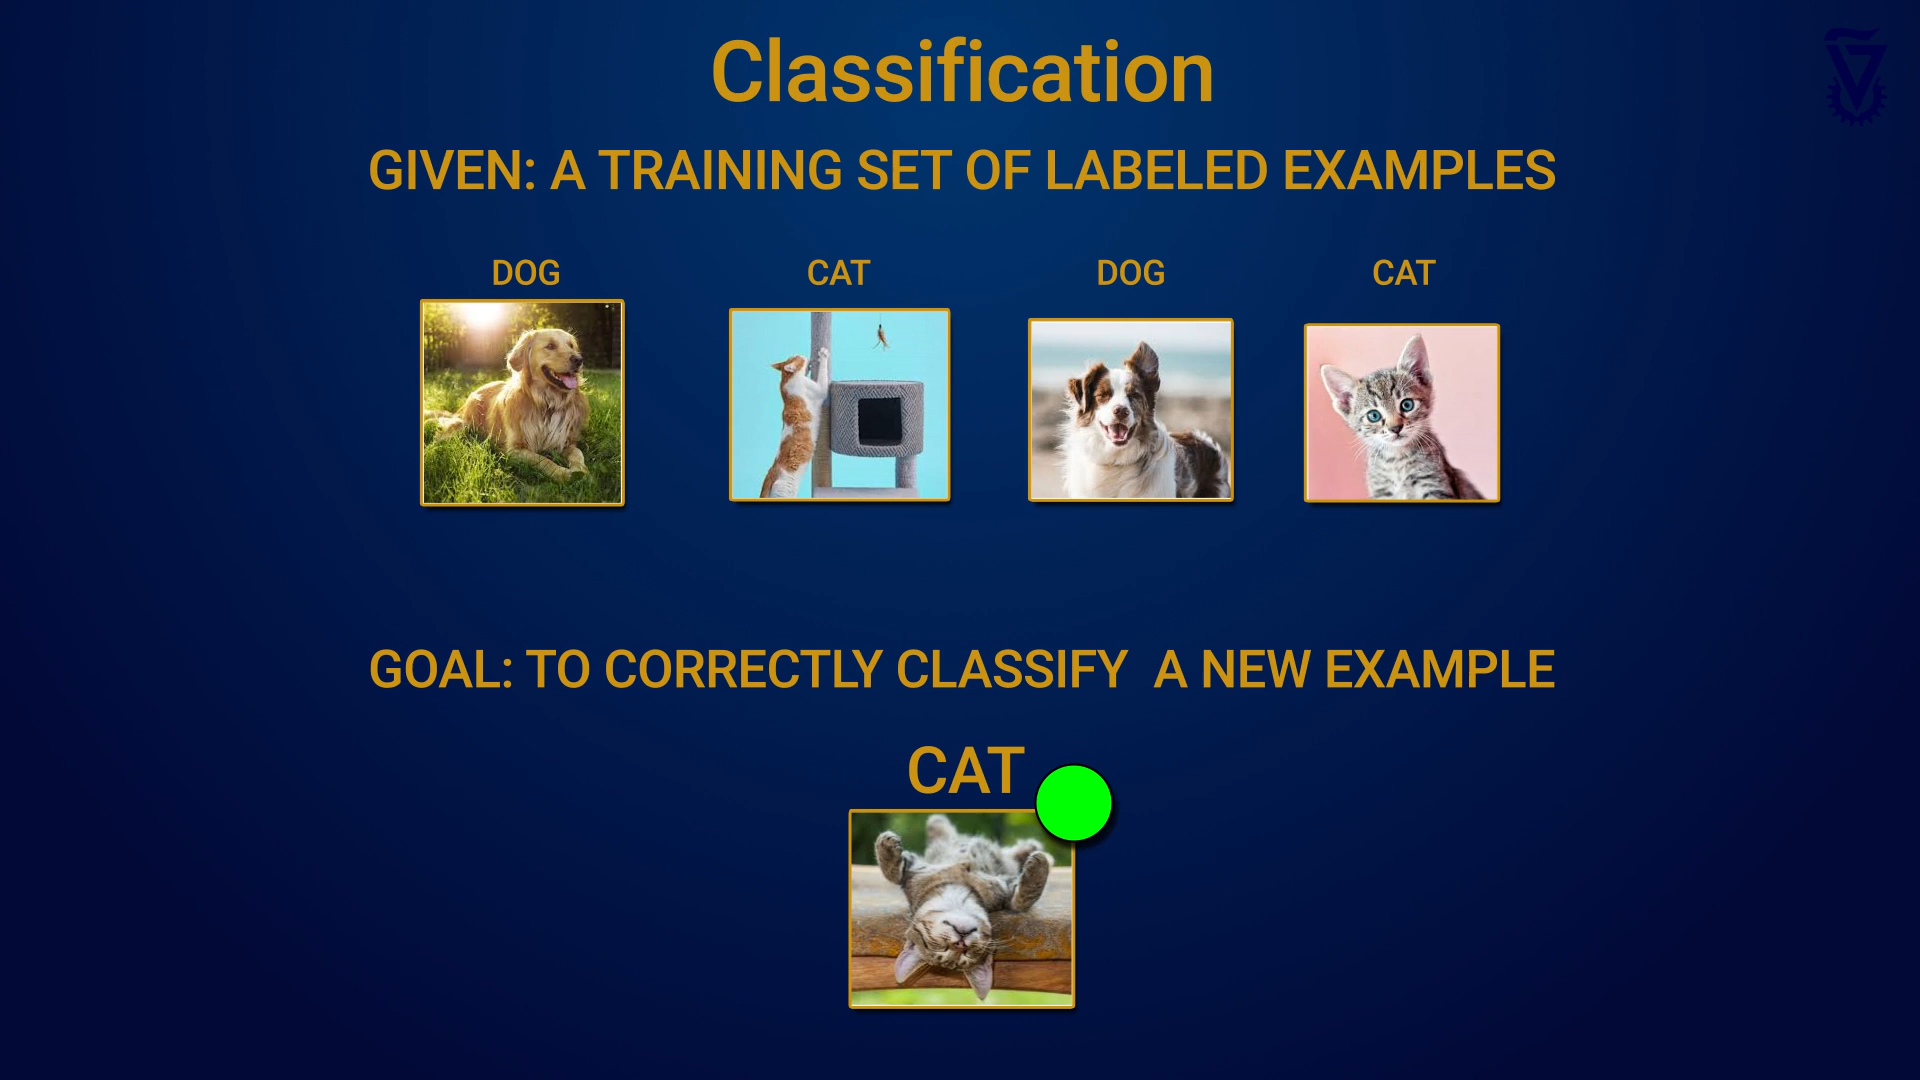 Classification
GIVEN: A TRAINING SET OF LABELED EXAMPLES
DOG CAT DOG CAT
GOAL: TO CORRECTLY CLASSIFY  A NEW EXAMPLE
CAT